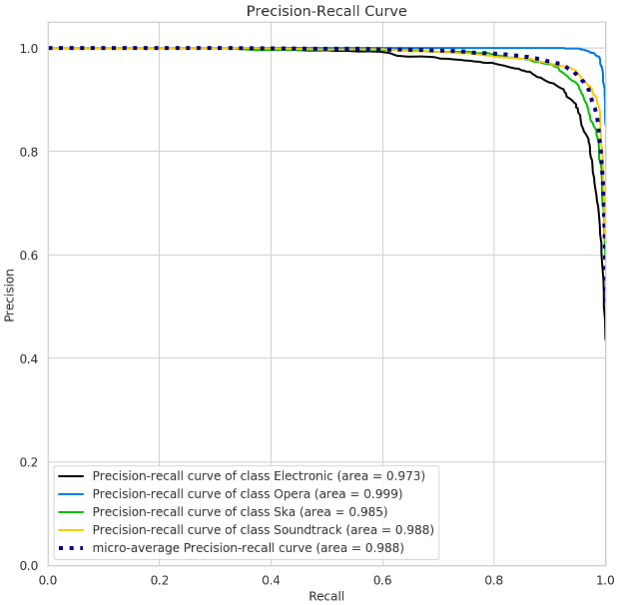 Precision-Recall Curve
1.0
0.8
0.6
0.4
0.2
0.0
Precision
Precision-recall curve of class Electronic (area = 0.973)
Precision-recall curve of class Opera (area = 0.999)
Precision-recall curve of class Ska (area = 0.985)
Precision-recall curve of class Soundtrack (area = 0.988)
micro-average Precision-recall curve (area = 0.988)
0.0 0.2 0.4 0.6 0.8 1.0
Recall